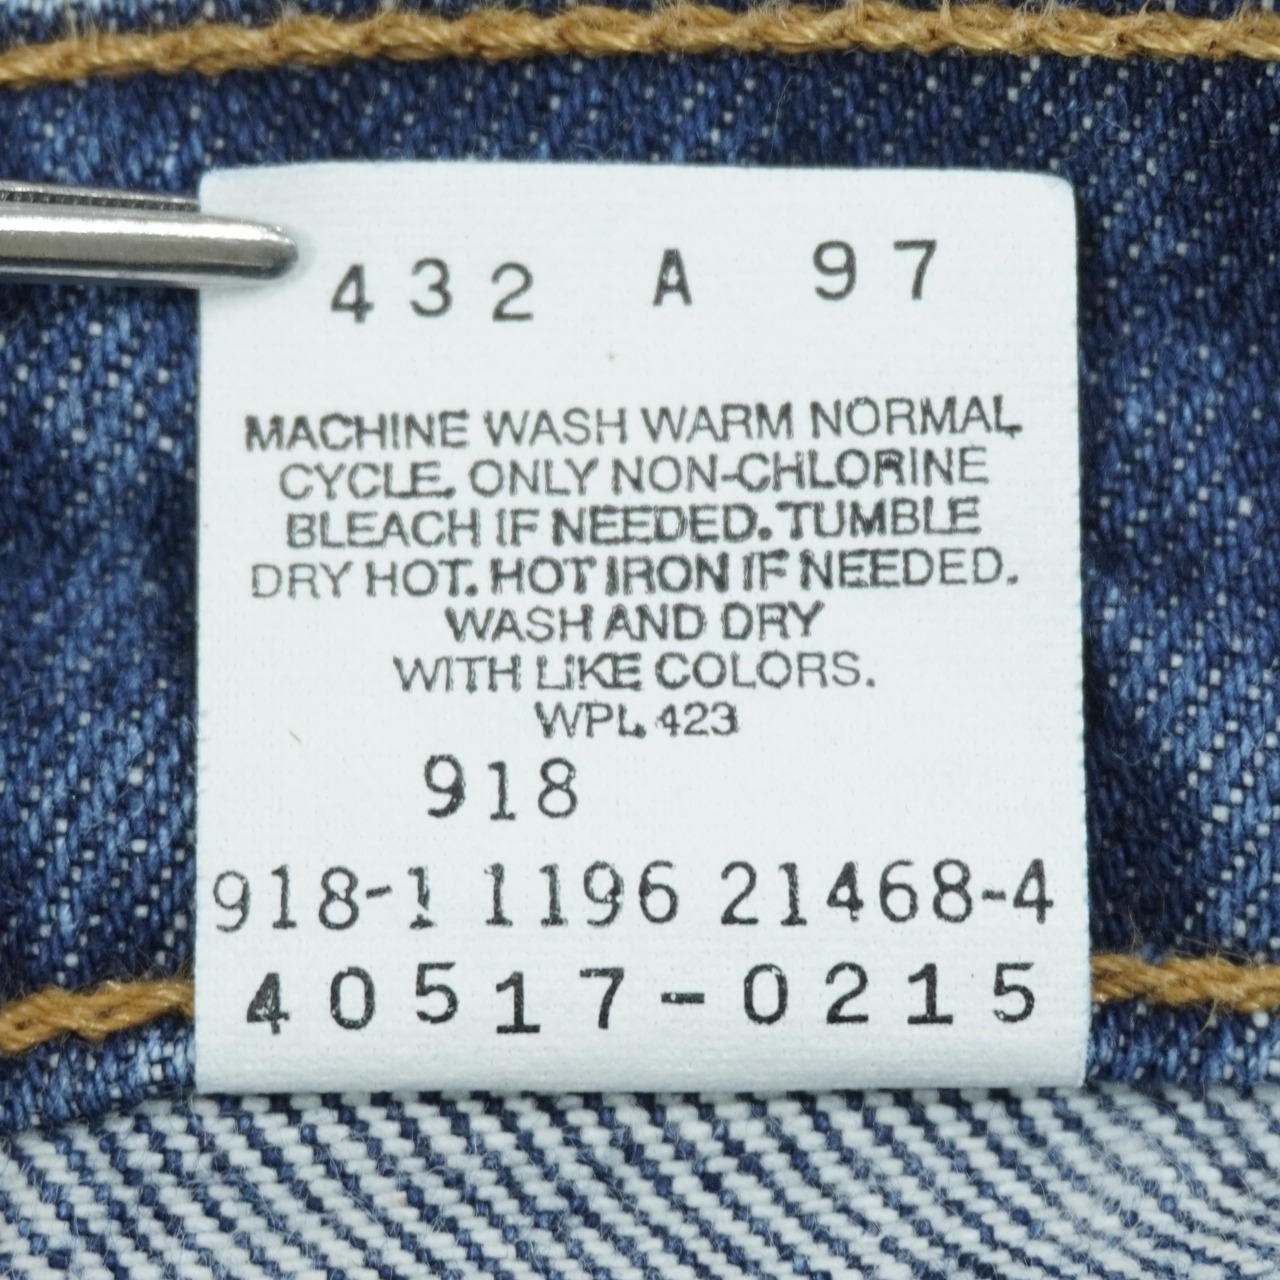 432 A 97
MACHINE WASH WARM NORMAL
CYCLE. ONLY NON-CHLORINE
BLEACH IF NEEDED. TUMBLE
DRY HOT. HOT IRON IF NEEDED.
WASH AND DRY
WITH LIKE COLORS.
WPL 423
918
918-1 1196 21468-4
40517-0215